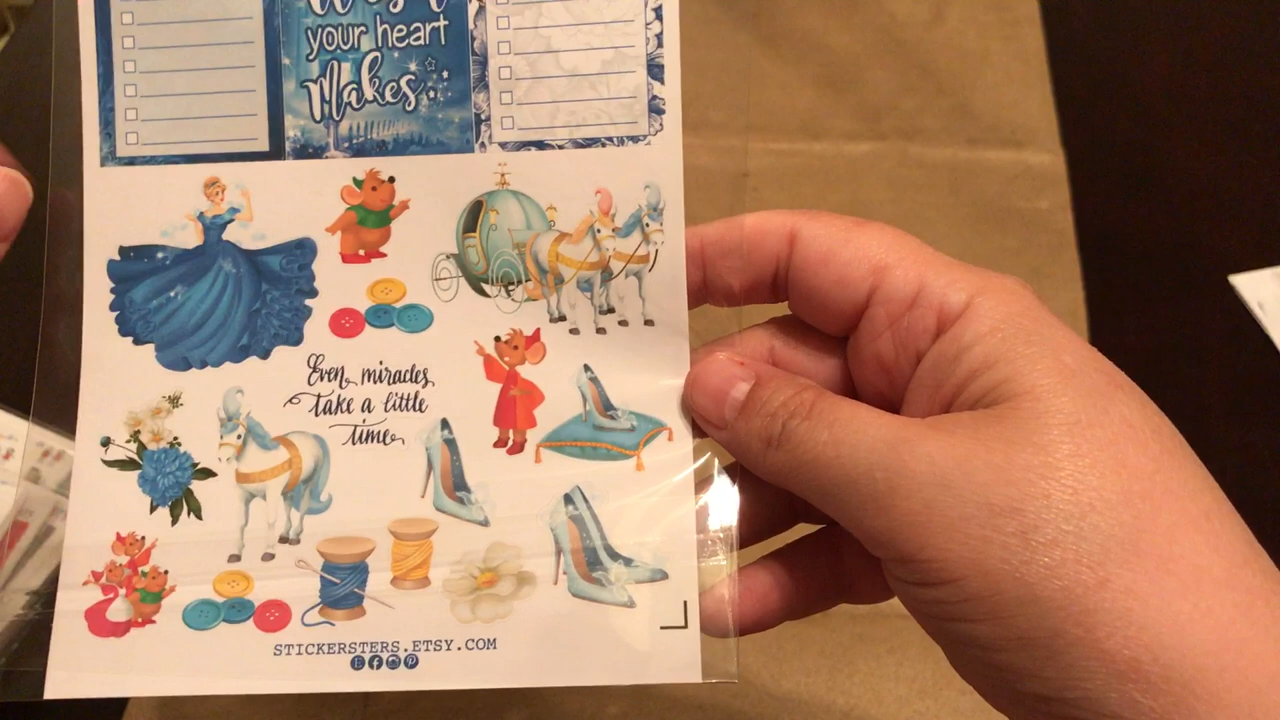 your heart
Makes
Even miracles
Take a little
time
STICKERSTERS.ETSY.COM